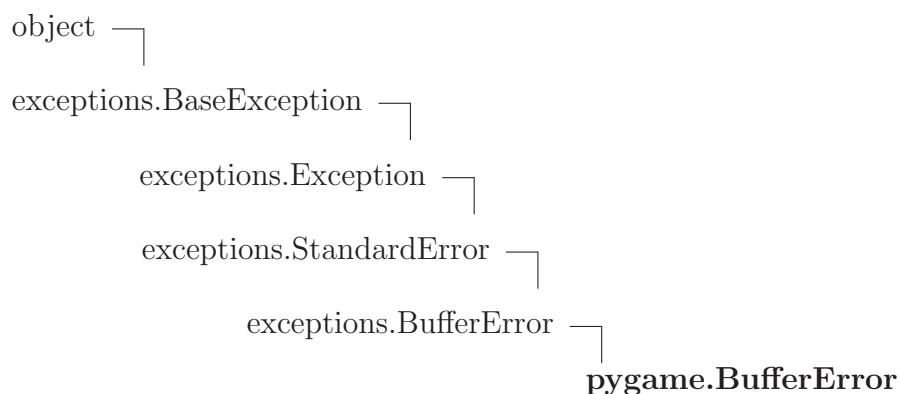 object
exceptions.BaseException
exceptions.Exception
exceptions.StandardError
exceptions.BufferError
pygame.BufferError